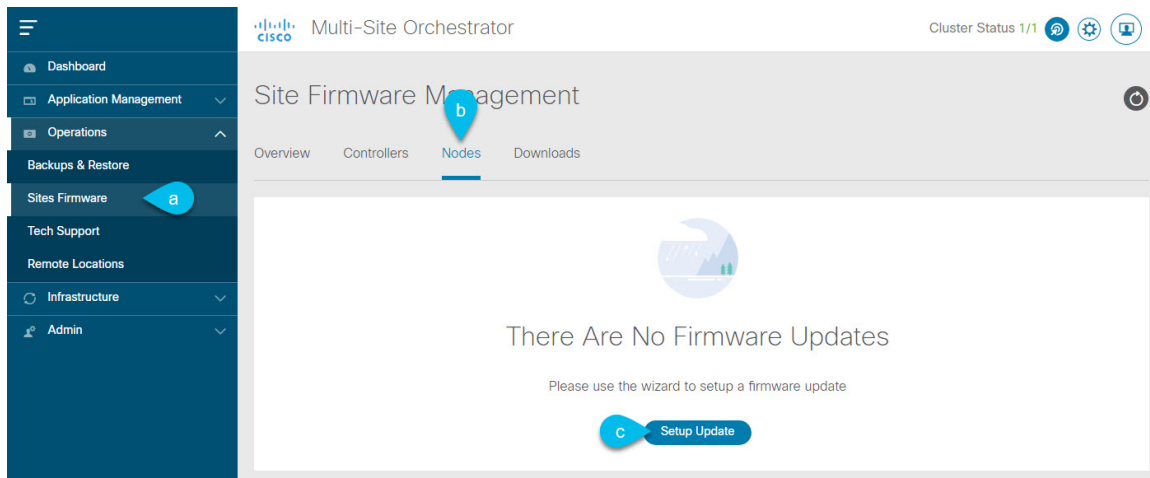 cisco Multi-Site Orchestrator Cluster Status 1/1
Dashboard
Application Management
Operations
Backups & Restore
Sites Firmware a
Tech Support
Remote Locations
Infrastructure
Admin
Site Firmware Management
b
Overview Controllers Nodes Downloads
There Are No Firmware Updates
Please use the wizard to setup a firmware update
c Setup Update